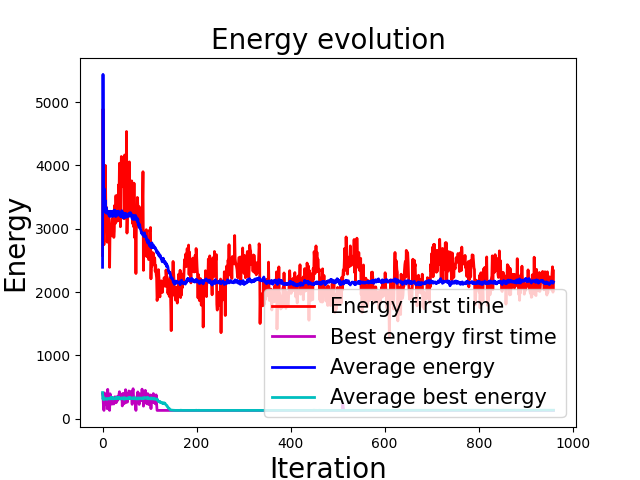 Energy evolution
Energy
5000
4000
3000
2000
1000
0
Energy first time
Best energy first time
Average energy
Average best energy
0 200 400 600 800 1000
Iteration